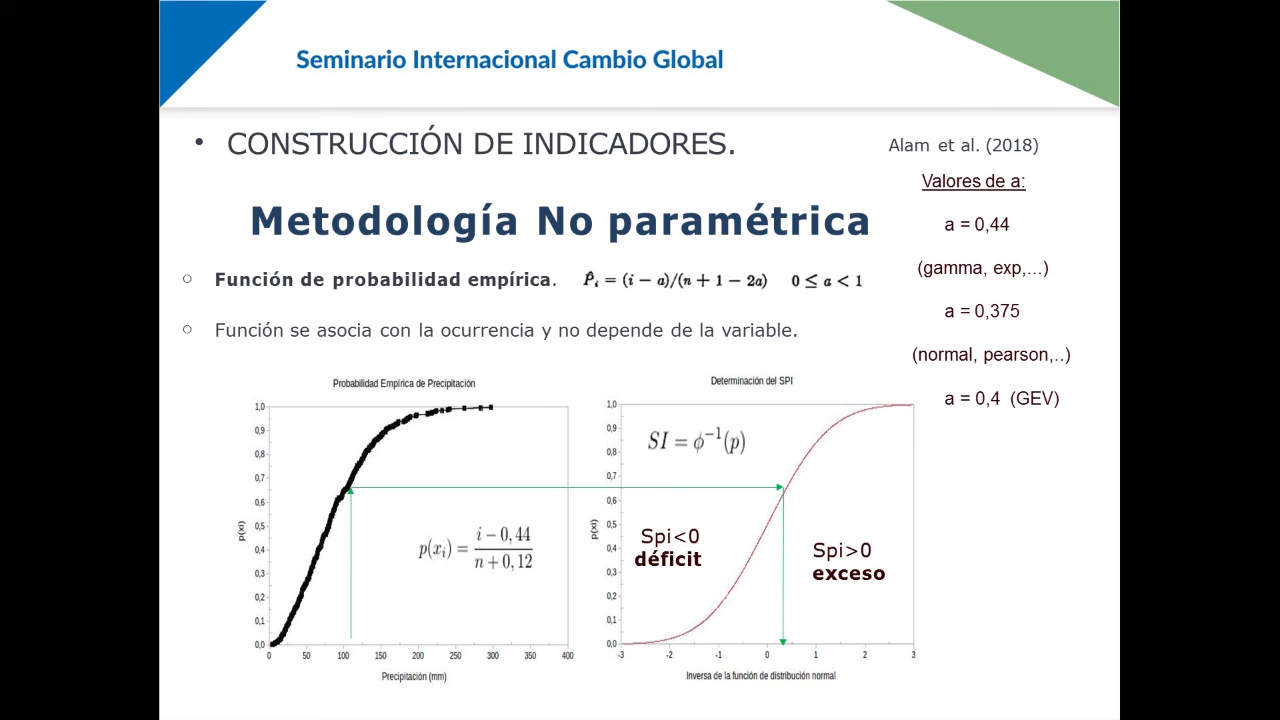 Seminario Internacional Cambio Global
• CONSTRUCCIÓN DE INDICADORES.
Alam et al. (2018)
Valores de a:
a = 0,44
(gamma, exp,...)
a = 0,375
(normal, pearson,..)
a = 0,4 (GEV)
Metodología No paramétrica
○ Función de probabilidad empírica. P̂ᵢ = (i − a)/(n + 1 − 2a) 0 ≤ a < 1
○ Función se asocia con la ocurrencia y no depende de la variable.
Probabilidad Empírica de Precipitación
1,0
0,9
0,8
0,7
0,6
0,5
0,4
0,3
0,2
0,1
0,0
p(xi)
p(xᵢ) = (i − 0,44)/(n + 0,12)
0 50 100 150 200 250 300 350 400
Precipitación (mm)
Determinación del SPI
1,0
0,9
0,8
0,7
0,6
0,5
0,4
0,3
0,2
0,1
0,0
p(xi)
SI = ϕ⁻¹(p)
Spi<0
déficit
Spi>0
exceso
-3 -2 -1 0 1 2 3
Inversa de la función de distribución normal